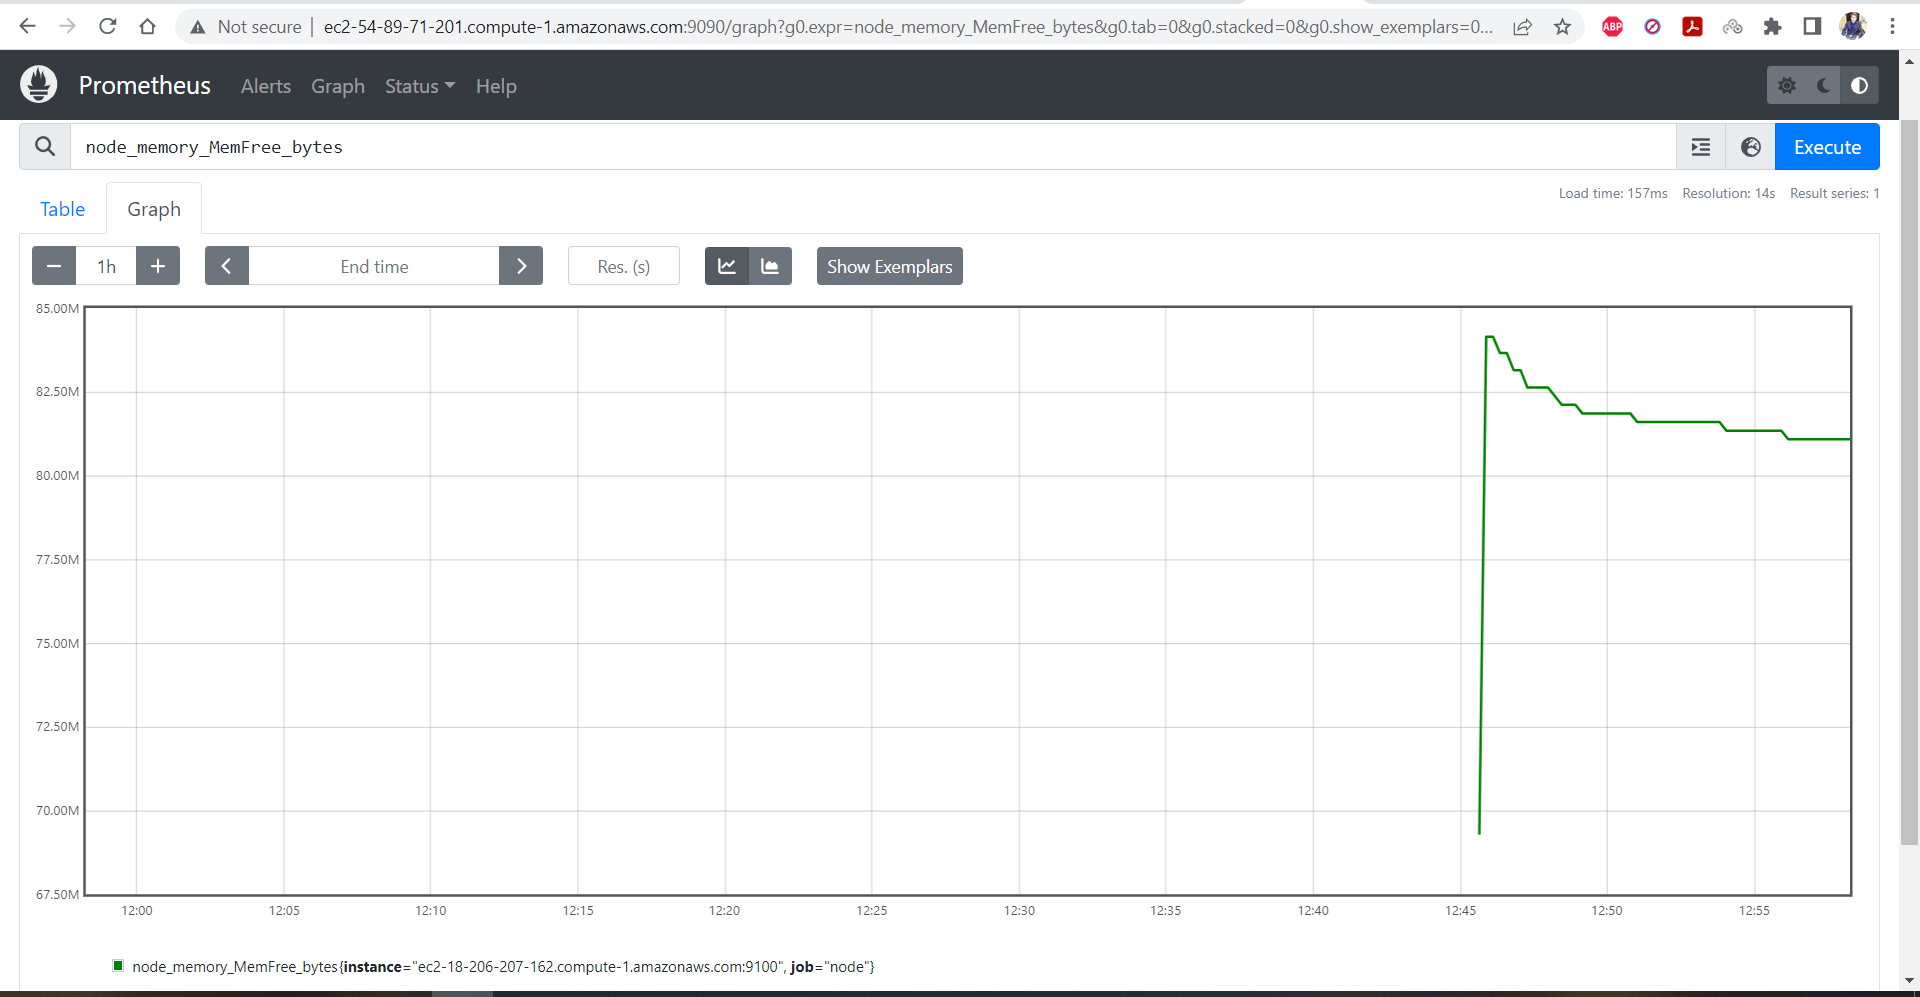 Not secure | ec2-54-89-71-201.compute-1.amazonaws.com:9090/graph?g0.expr=node_memory_MemFree_bytes&g0.tab=0&g0.stacked=0&g0.show_exemplars=0...
ABP
Prometheus Alerts Graph Status Help
node_memory_MemFree_bytes
Execute
Table Graph
Load time: 157ms Resolution: 14s Result series: 1
1h End time Res. (s) Show Exemplars
85.00M
82.50M
80.00M
77.50M
75.00M
72.50M
70.00M
67.50M
12:00 12:05 12:10 12:15 12:20 12:25 12:30 12:35 12:40 12:45 12:50 12:55
node_memory_MemFree_bytes{instance="ec2-18-206-207-162.compute-1.amazonaws.com:9100", job="node"}